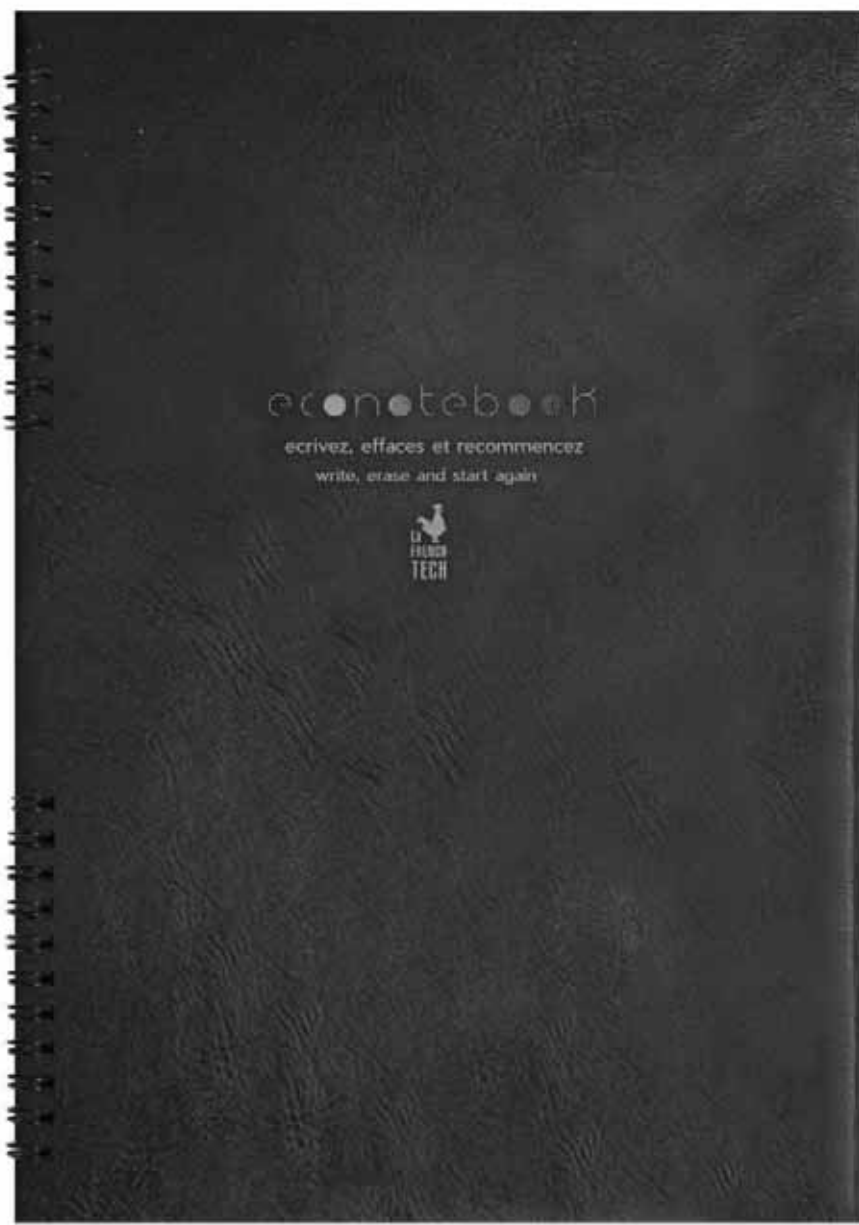 econotebook
ecrivez, effaces et recommencez
write, erase and start again
LA
FRENCH
TECH